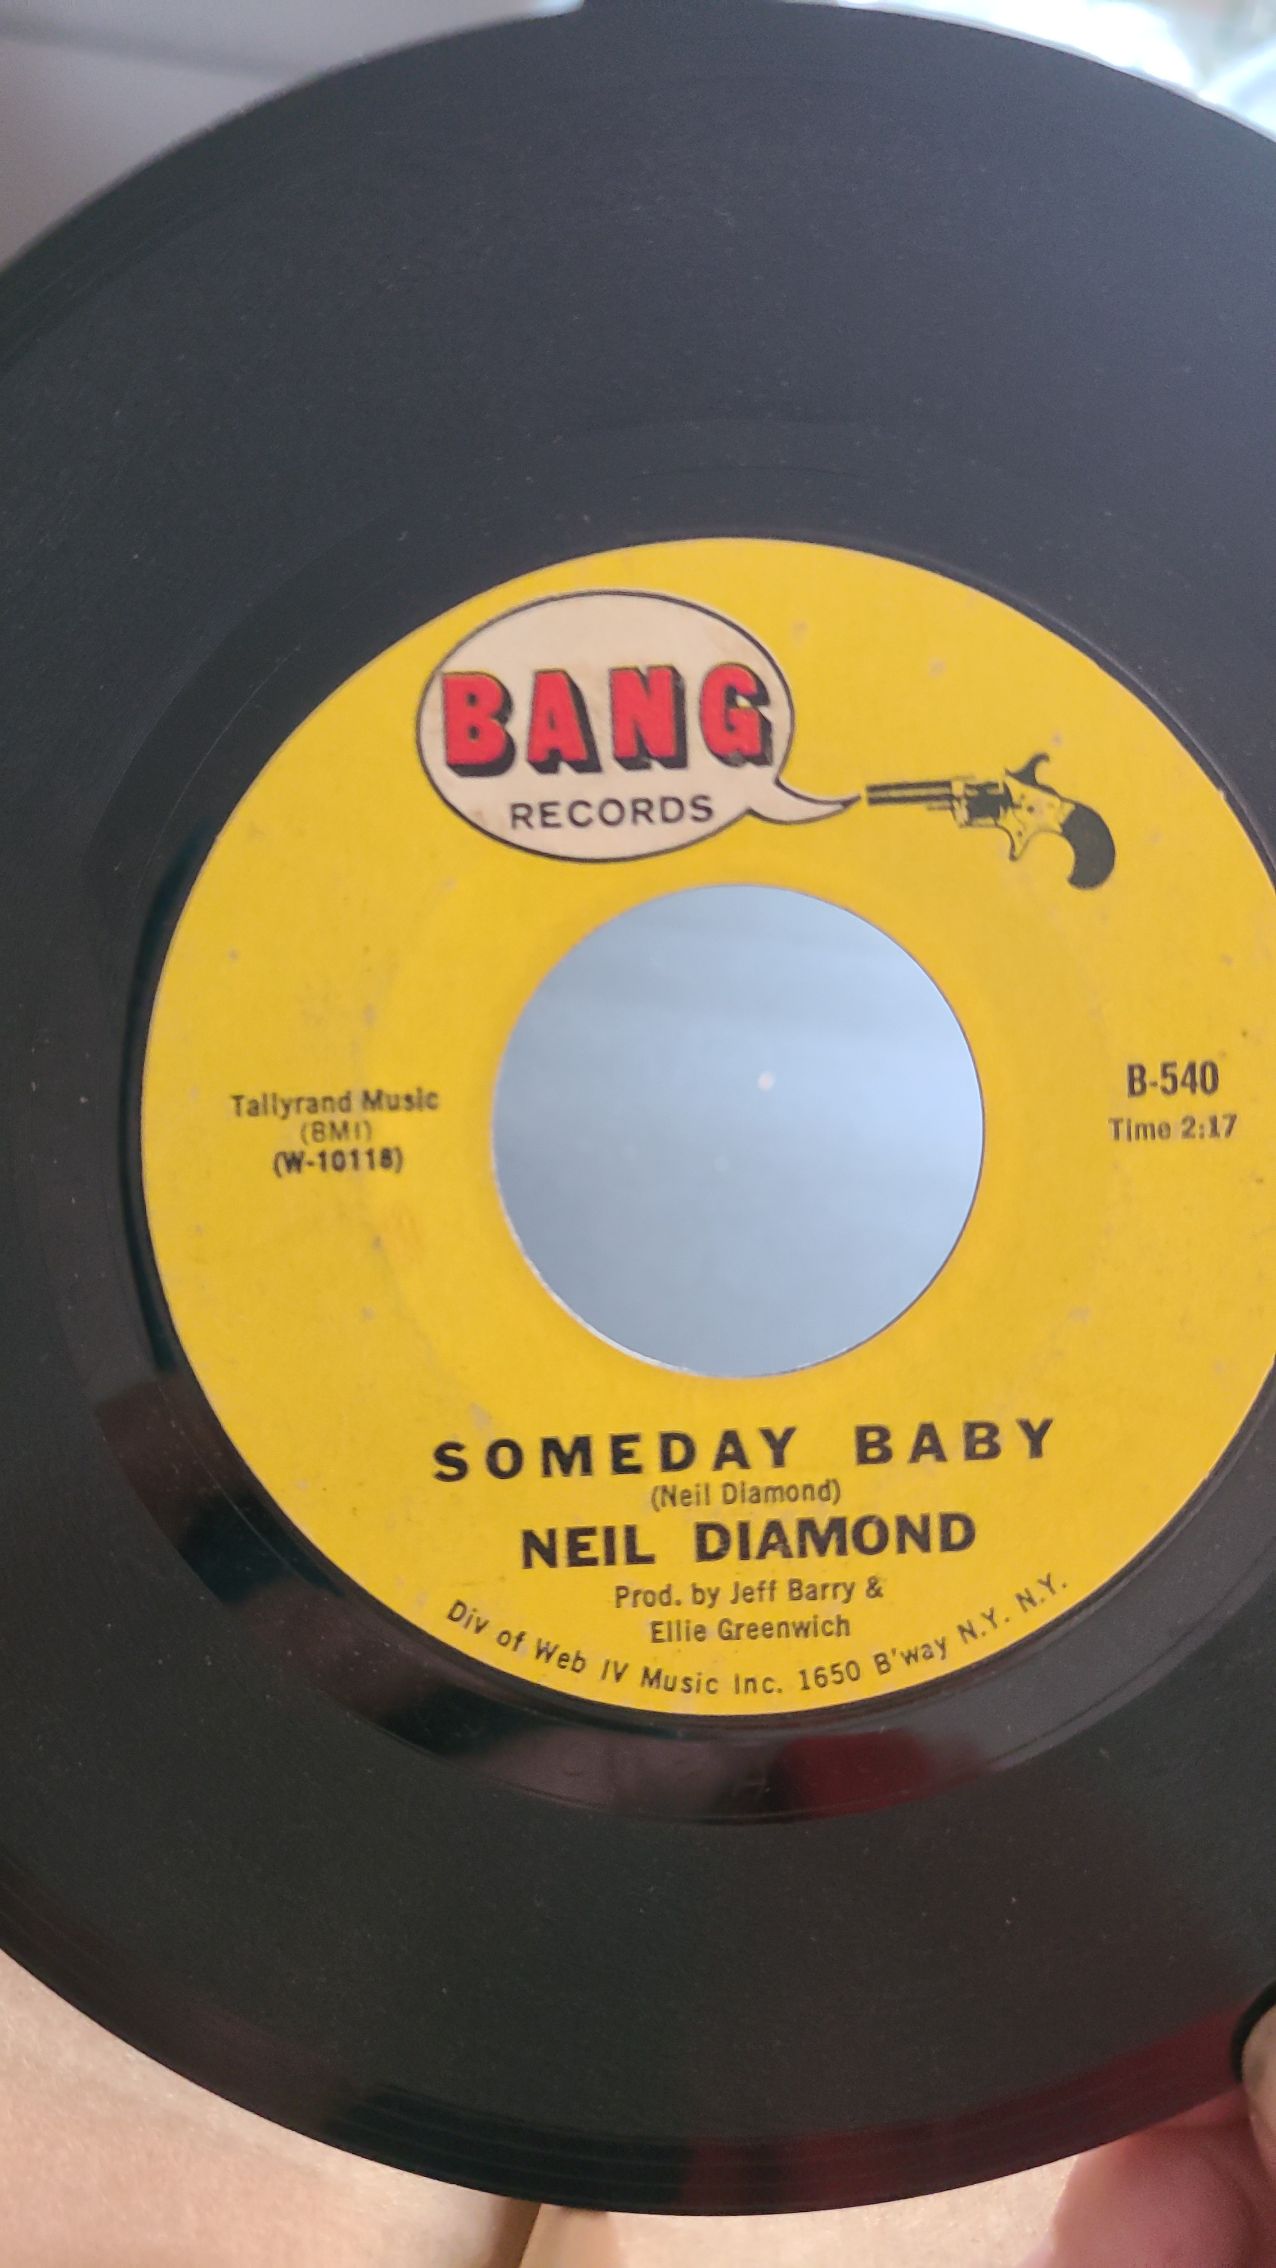 BANG
RECORDS
Tallyrand Music
(BMI)
(W-10118)
B-540
Time 2:17
SOMEDAY BABY
(Neil Diamond)
NEIL DIAMOND
Prod. by Jeff Barry &
Ellie Greenwich
Div of Web IV Music Inc. 1650 B'way N.Y. N.Y.